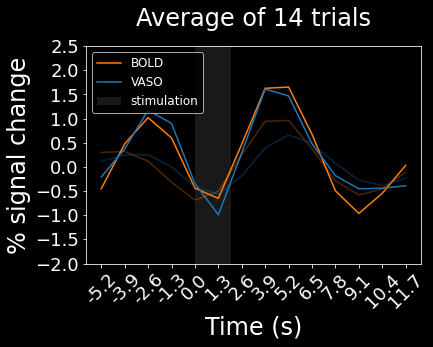 Average of 14 trials
% signal change
2.5
2.0
1.5
1.0
0.5
0.0
-0.5
-1.0
-1.5
-2.0
BOLD
VASO
stimulation
-5.2 -3.9 -2.6 -1.3 0.0 1.3 2.6 3.9 5.2 6.5 7.8 9.1 10.4 11.7
Time (s)